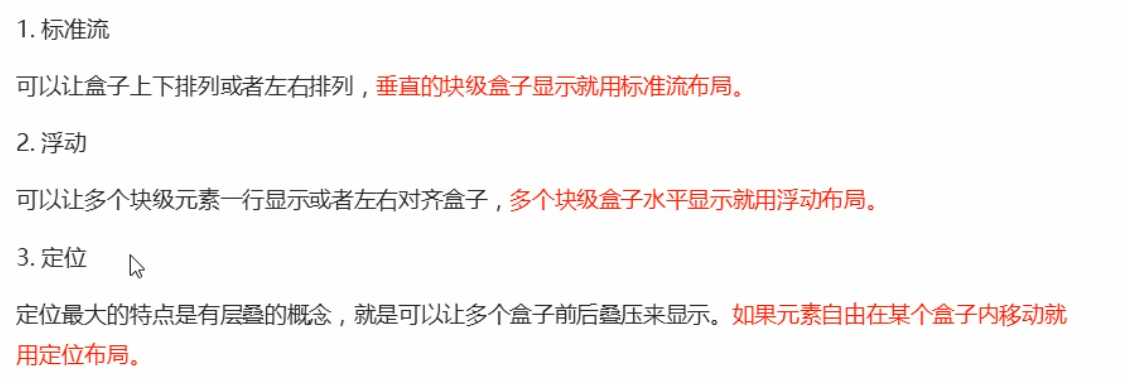 1. 标准流
可以让盒子上下排列或者左右排列，垂直的块级盒子显示就用标准流布局。
2. 浮动
可以让多个块级元素一行显示或者左右对齐盒子，多个块级盒子水平显示就用浮动布局。
3. 定位
定位最大的特点是有层叠的概念，就是可以让多个盒子前后叠压来显示。如果元素自由在某个盒子内移动就
用定位布局。